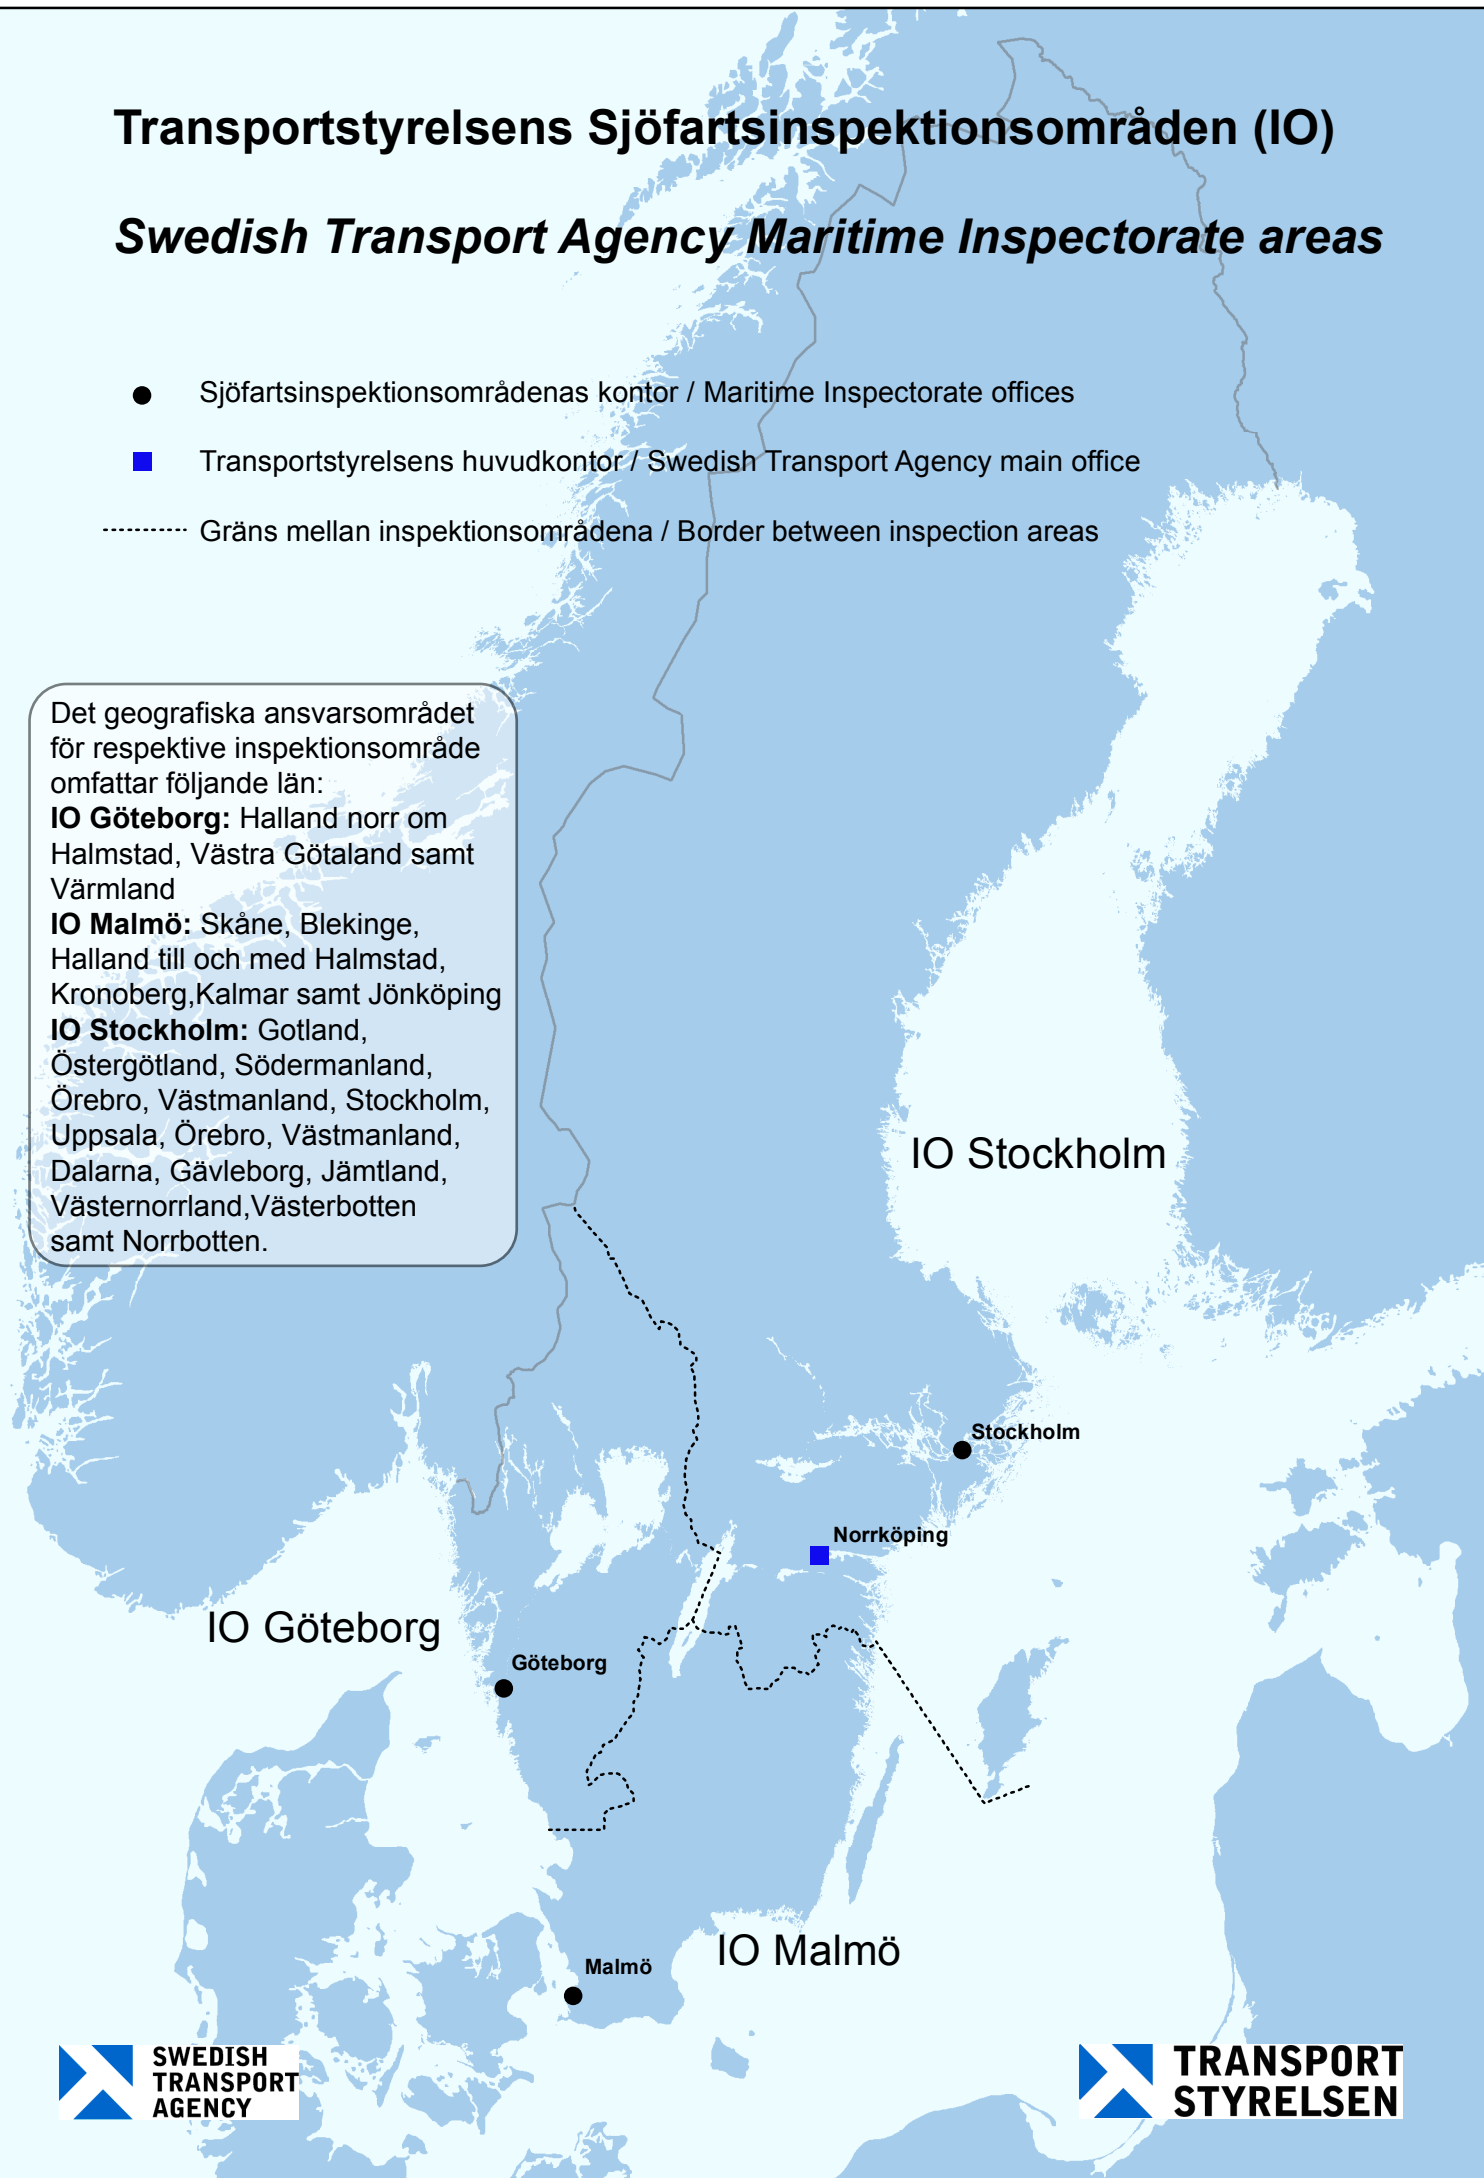 Transportstyrelsens Sjöfartsinspektionsområden (IO)
Swedish Transport Agency Maritime Inspectorate areas
Sjöfartsinspektionsområdenas kontor / Maritime Inspectorate offices
Transportstyrelsens huvudkontor / Swedish Transport Agency main office
Gräns mellan inspektionsområdena / Border between inspection areas
Det geografiska ansvarsområdet
för respektive inspektionsområde
omfattar följande län:
IO Göteborg: Halland norr om
Halmstad, Västra Götaland samt
Värmland
IO Malmö: Skåne, Blekinge,
Halland till och med Halmstad,
Kronoberg,Kalmar samt Jönköping
IO Stockholm: Gotland,
Östergötland, Södermanland,
Örebro, Västmanland, Stockholm,
Uppsala, Örebro, Västmanland,
Dalarna, Gävleborg, Jämtland,
Västernorrland,Västerbotten
samt Norrbotten.
IO Stockholm
Stockholm
Norrköping
IO Göteborg
Göteborg
IO Malmö
Malmö
SWEDISH
TRANSPORT
AGENCY
TRANSPORT
STYRELSEN